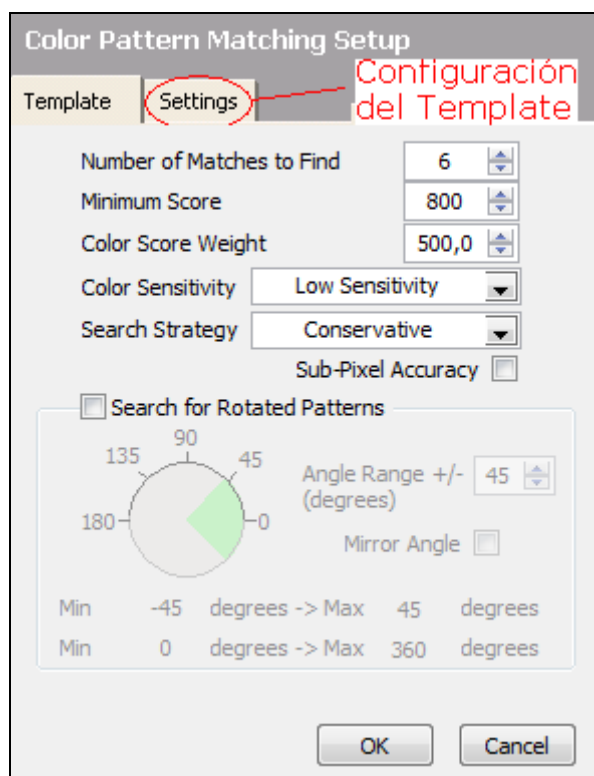 Color Pattern Matching Setup
Configuración
del Template
Template Settings
Number of Matches to Find 6
Minimum Score 800
Color Score Weight 500,0
Color Sensitivity Low Sensitivity
Search Strategy Conservative
Sub-Pixel Accuracy
Search for Rotated Patterns
90
135 45
180 0
Angle Range +/- 45
(degrees)
Mirror Angle
Min -45 degrees -> Max 45 degrees
Min 0 degrees -> Max 360 degrees
OK Cancel